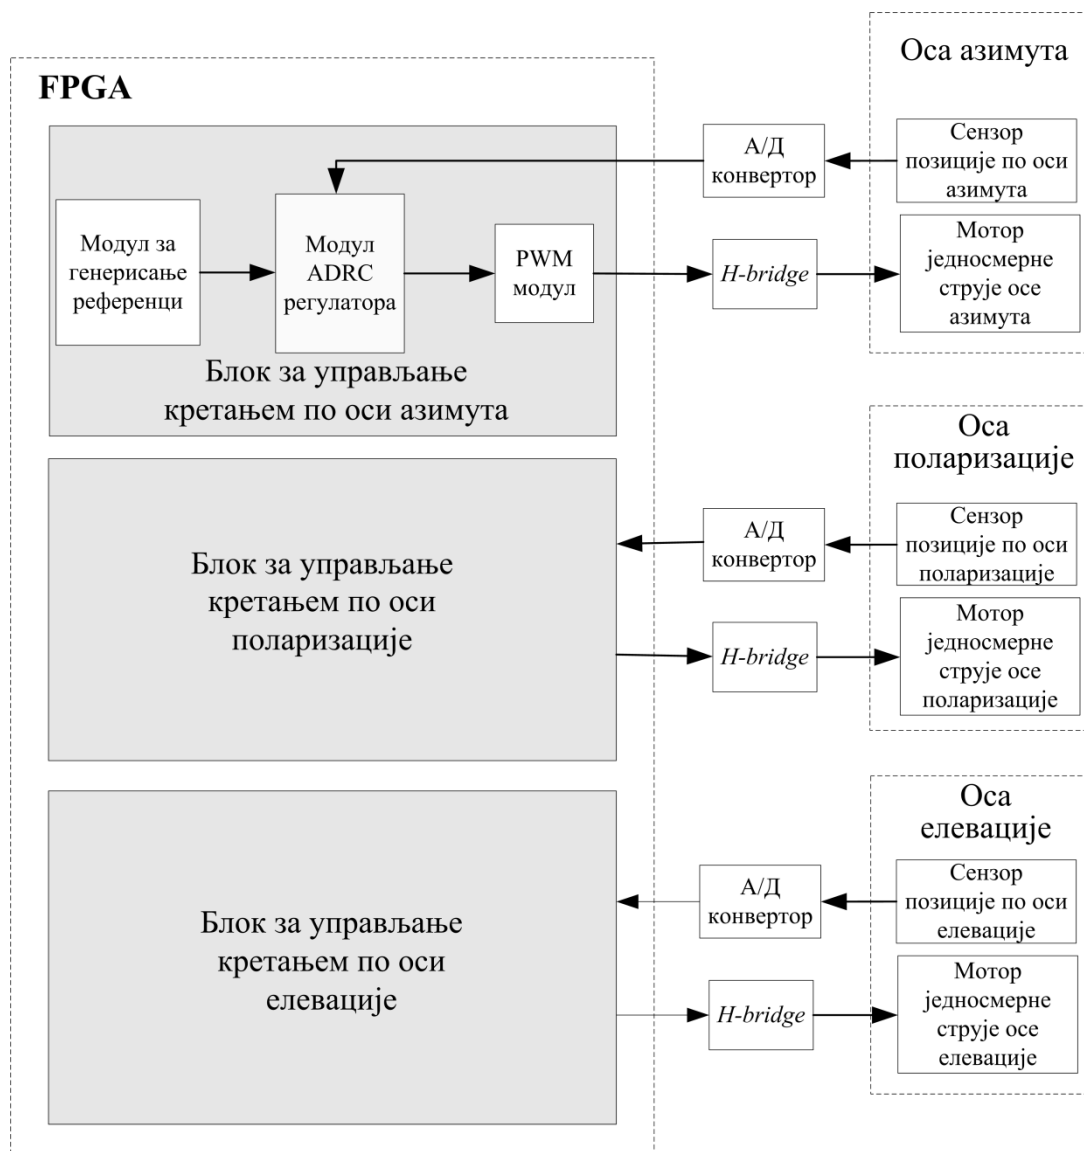 FPGA
Модул за
генерисање
референци
Модул
ADRC
регулатора
PWM
модул
Блок за управљање
кретањем по оси азимута
А/Д
конвертор
H-bridge
Оса азимута
Сензор
позиције по оси
азимута
Мотор
једносмерне
струје осе
азимута
Блок за управљање
кретањем по оси
поларизације
А/Д
конвертор
H-bridge
Оса
поларизације
Сензор
позиције по оси
поларизације
Мотор
једносмерне
струје осе
поларизације
Блок за управљање
кретањем по оси
елевације
А/Д
конвертор
H-bridge
Оса
елевације
Сензор
позиције по оси
елевације
Мотор
једносмерне
струје осе
елевације